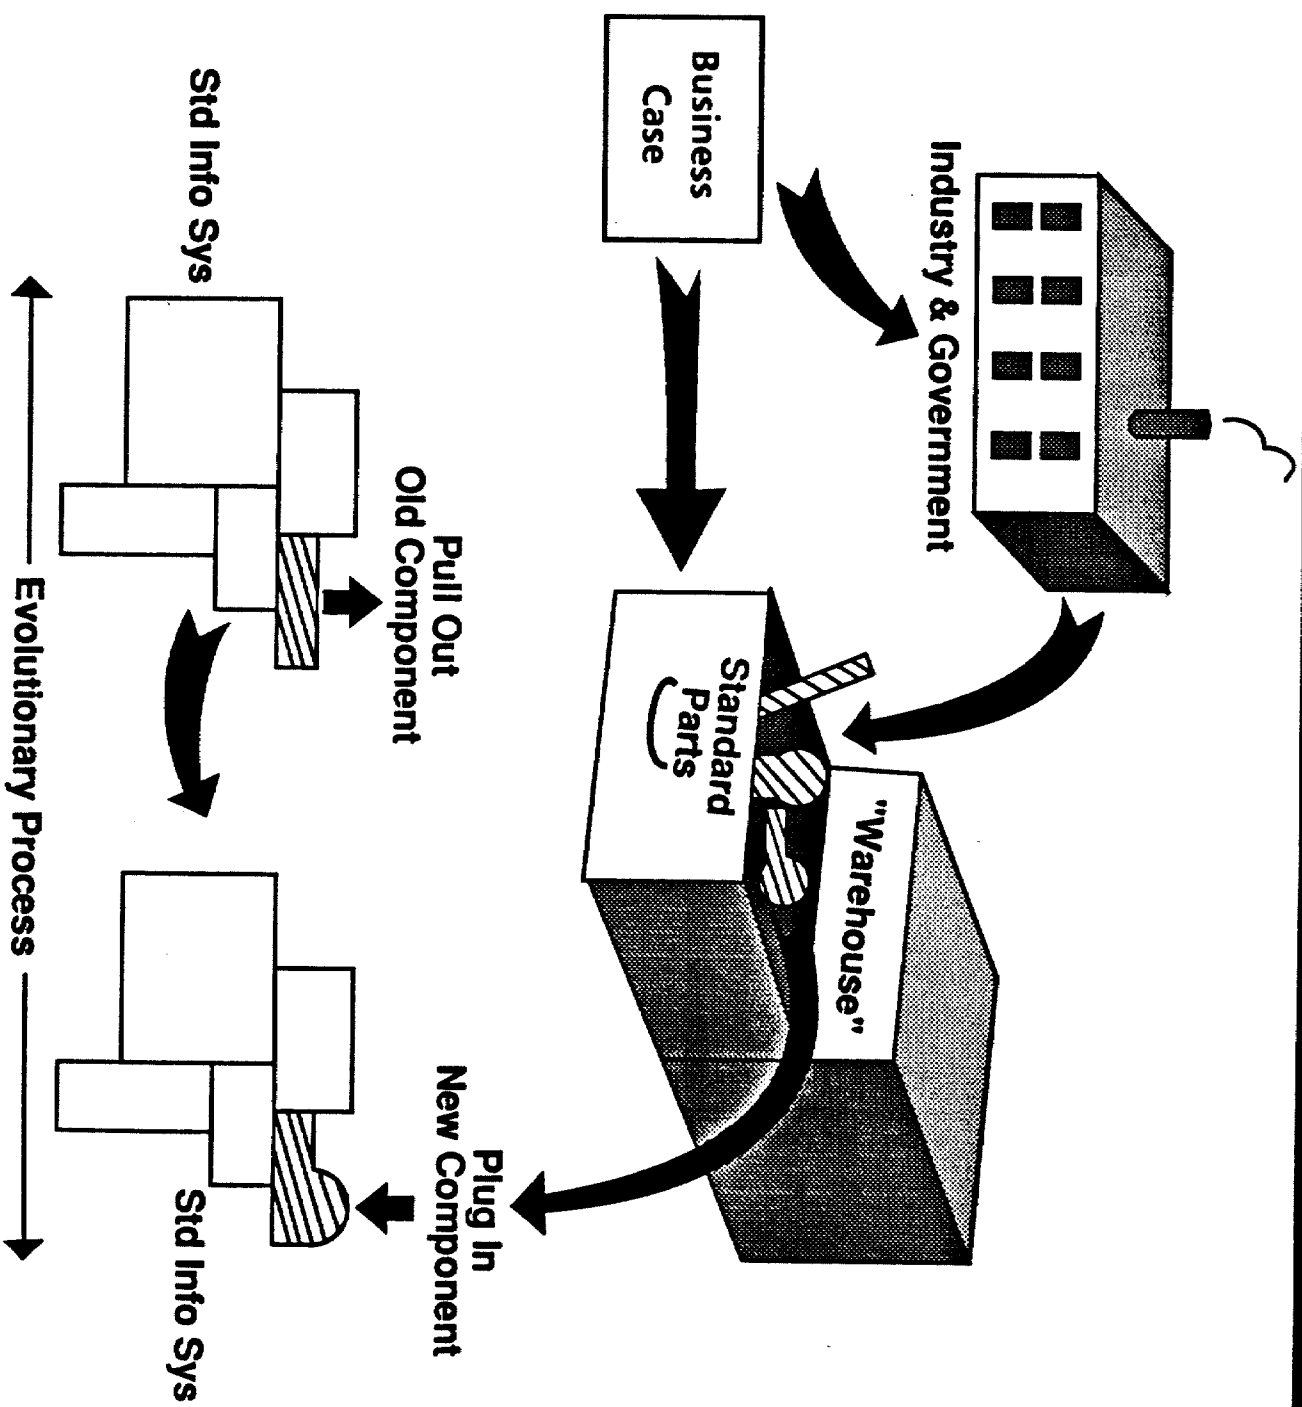 Industry & Government
Business
Case
"Warehouse"
Standard
Parts
Pull Out
Old Component
Plug In
New Component
Std Info Sys
Std Info Sys
Evolutionary Process